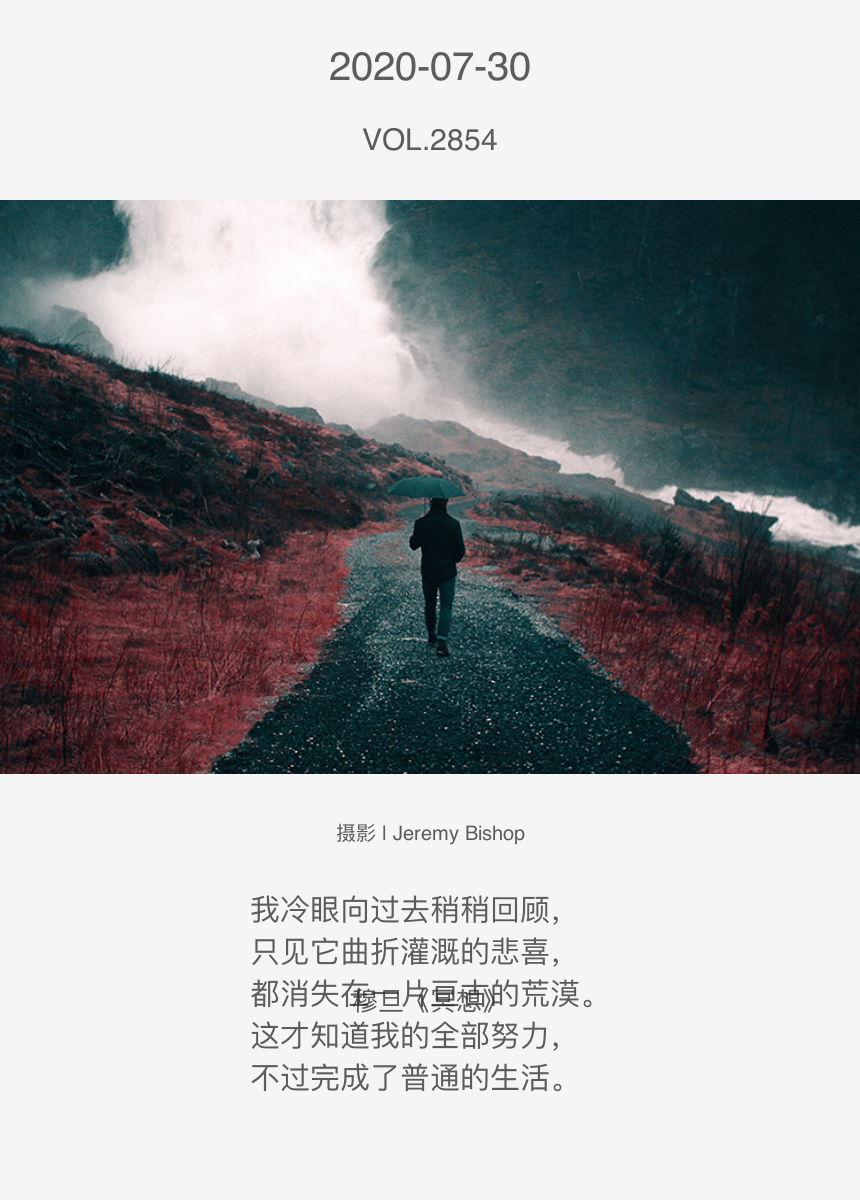 2020-07-30
VOL.2854
摄影 | Jeremy Bishop
我冷眼向过去稍稍回顾，
只见它曲折灌溉的悲喜，
都消失在一片亘古的荒漠。
穆旦《冥想》
这才知道我的全部努力，
不过完成了普通的生活。